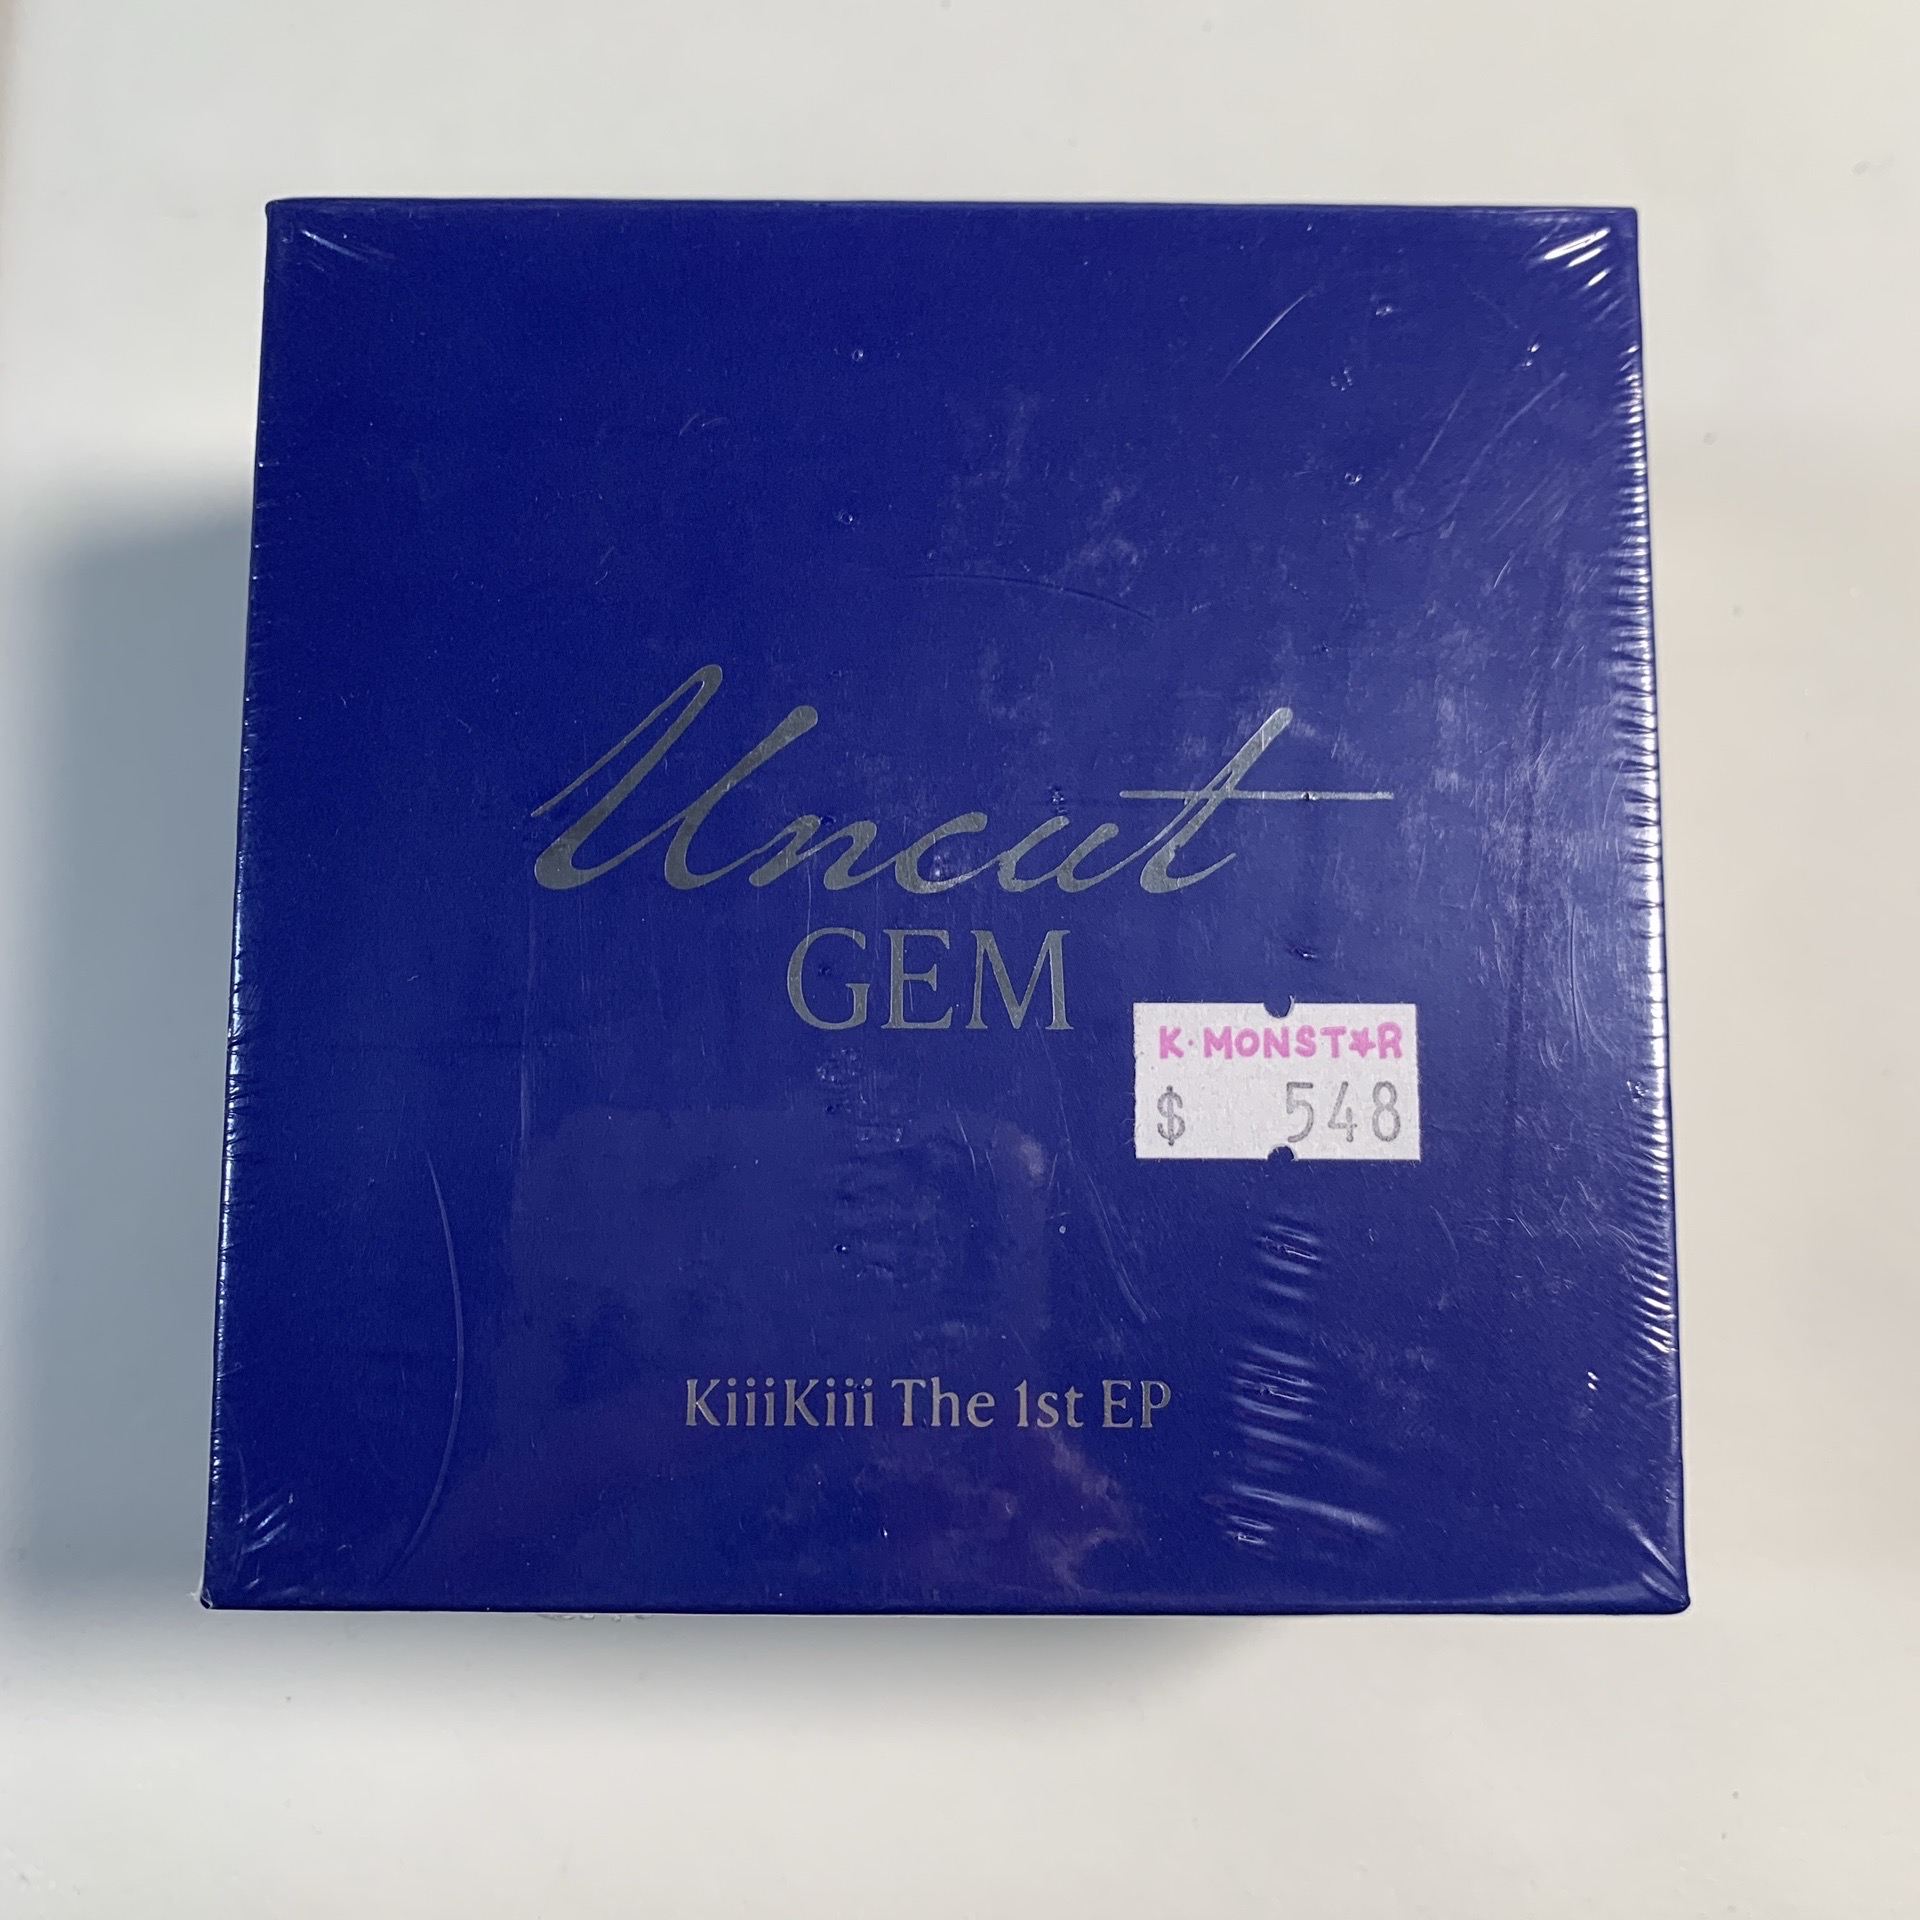 Uncut
GEM
K·MONST★R
$ 548
KiiiKiii The 1st EP